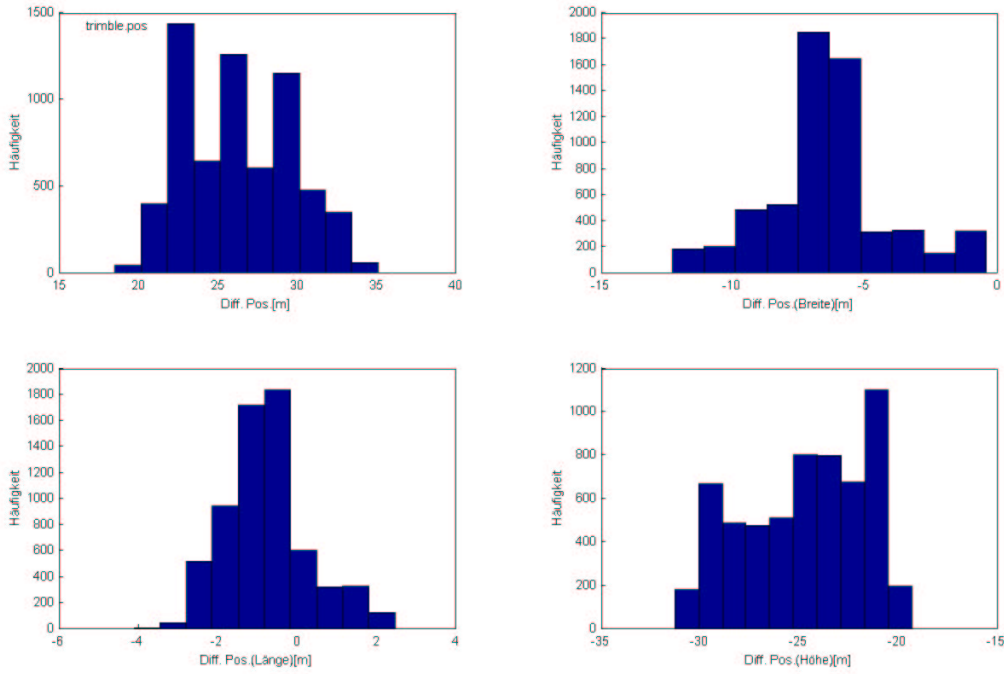 trimble.pos
Häufigkeit
1500
1000
500
0
15 20 25 30 35 40
Diff. Pos.[m]
Häufigkeit
2000
1800
1600
1400
1200
1000
800
600
400
200
0
-15 -10 -5 0
Diff. Pos.(Breite)[m]
Häufigkeit
2000
1800
1600
1400
1200
1000
800
600
400
200
0
-6 -4 -2 0 2 4
Diff. Pos.(Länge)[m]
Häufigkeit
1200
1000
800
600
400
200
0
-35 -30 -25 -20 -15
Diff. Pos.(Höhe)[m]